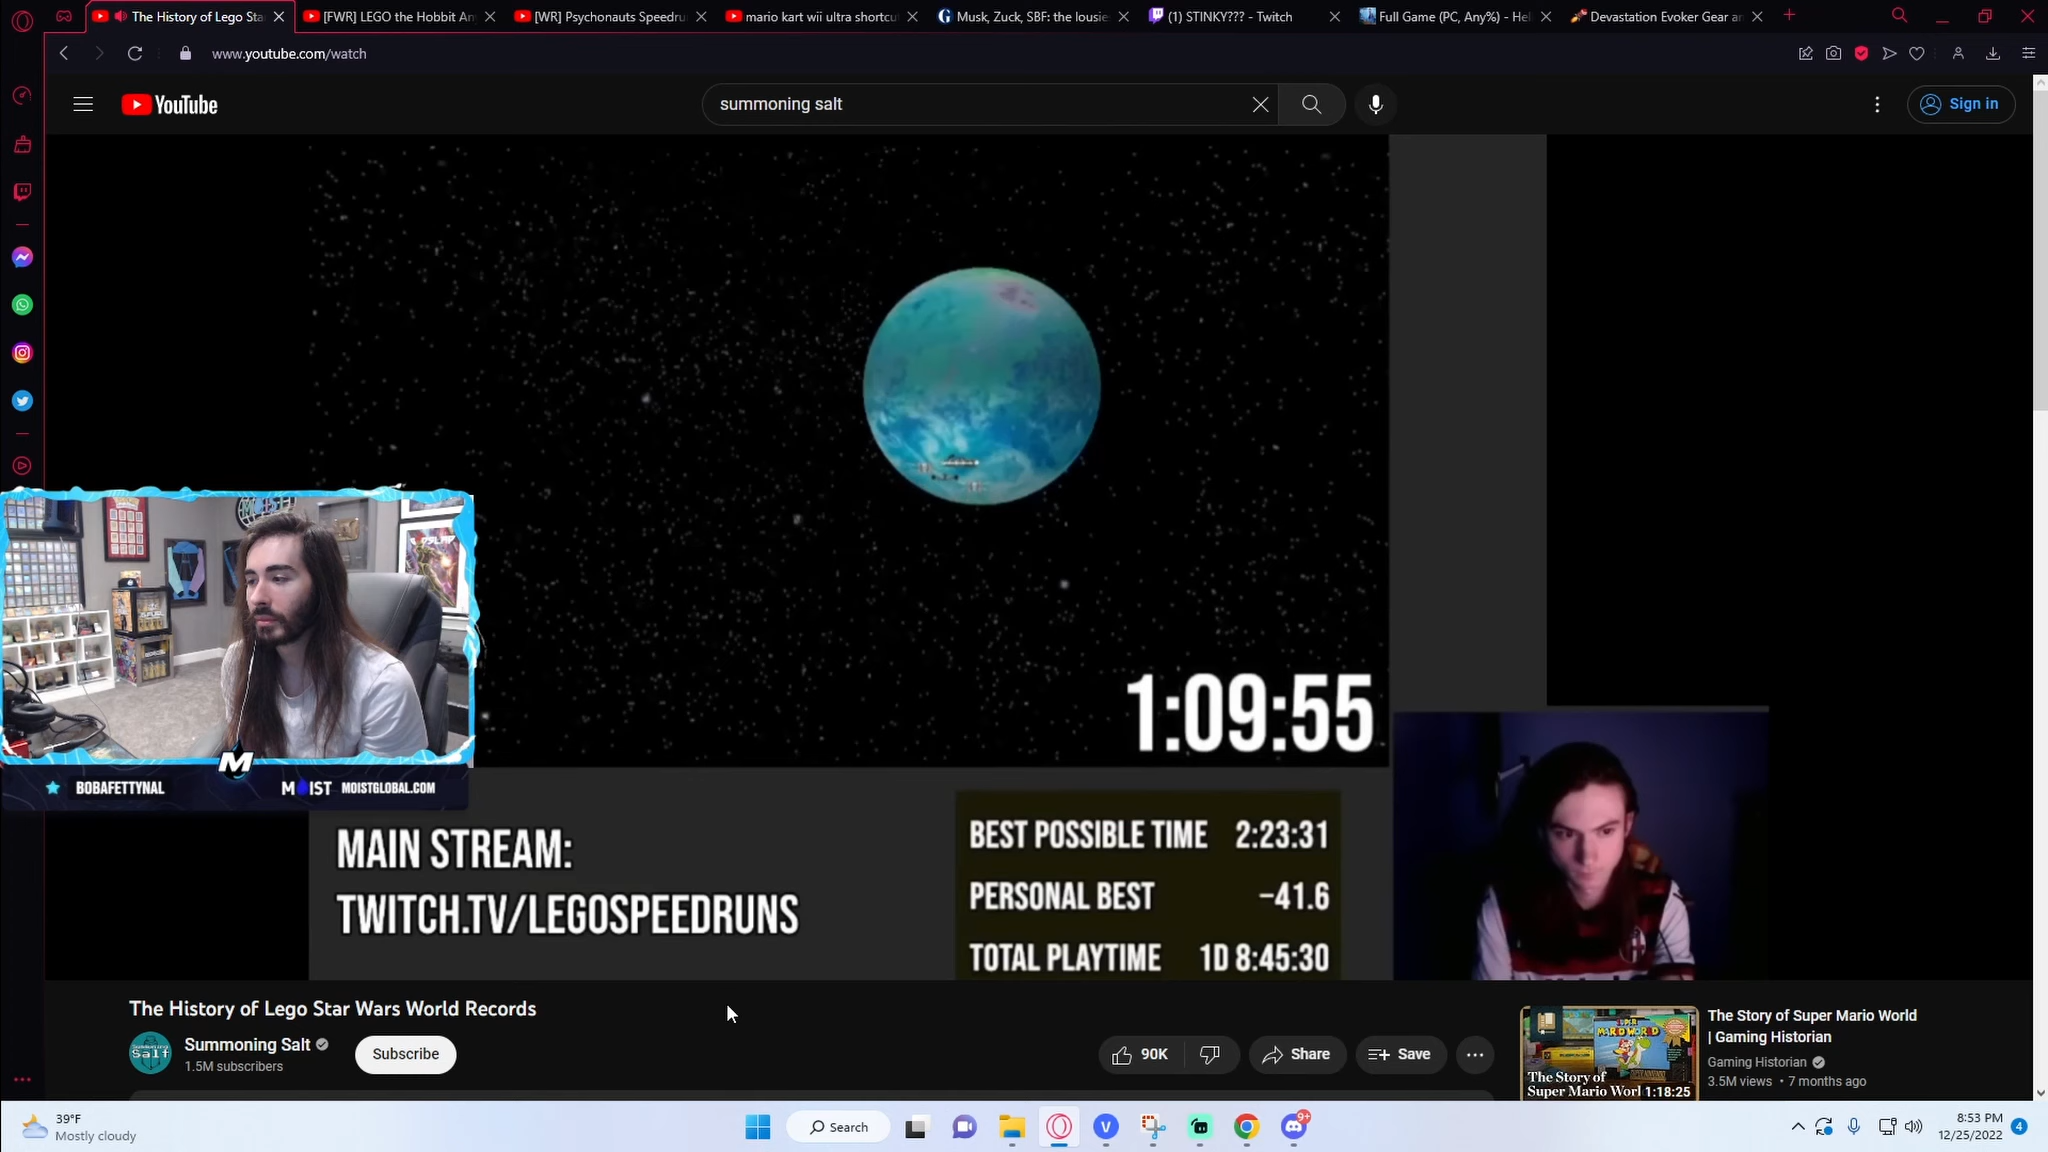 The History of Lego Sta
[FWR] LEGO the Hobbit An
[WR] Psychonauts Speedru
mario kart wii ultra shortcu
Musk, Zuck, SBF: the lousie
(1) STINKY??? - Twitch
Full Game (PC, Any%) - Hel
Devastation Evoker Gear a
www.youtube.com/watch
YouTube
summoning salt
Sign in
1:09:55
BOBAFETTYNAL
MOIST
MOISTGLOBAL.COM
MAIN STREAM:
TWITCH.TV/LEGOSPEEDRUNS
BEST POSSIBLE TIME 2:23:31
PERSONAL BEST −41.6
TOTAL PLAYTIME 1D 8:45:30
The History of Lego Star Wars World Records
Summoning Salt
1.5M subscribers
Subscribe
90K
Share
Save
The Story of Super Mario World
| Gaming Historian
Gaming Historian
3.5M views • 7 months ago
The Story of
Super Mario Worl
1:18:25
39°F
Mostly cloudy
Search
9+
8:53 PM
12/25/2022
4